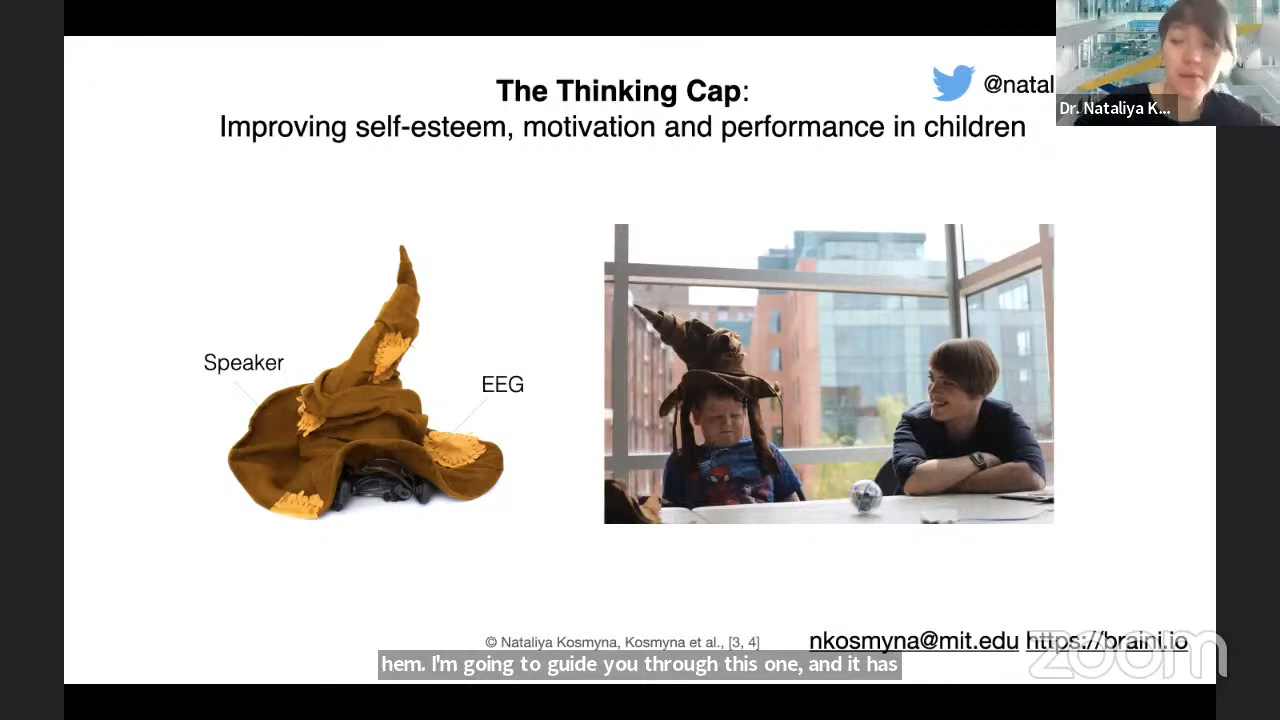 The Thinking Cap:
Improving self-esteem, motivation and performance in children
@natal
Dr. Nataliya K...
Speaker
EEG
© Nataliya Kosmyna, Kosmyna et al., [3, 4]
nkosmyna@mit.edu https://braini.io
hem. I'm going to guide you through this one, and it has
zoom